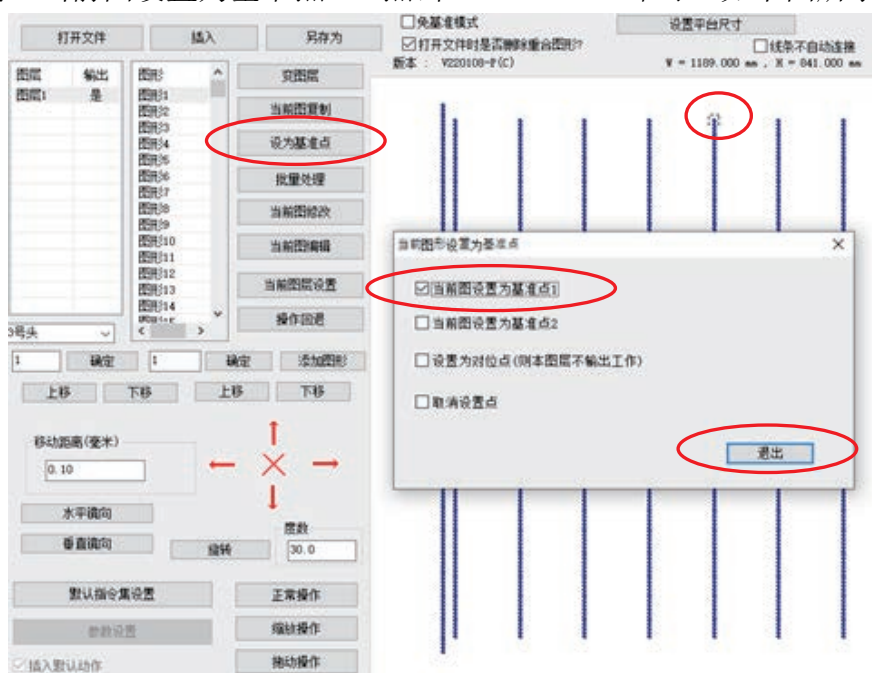 打开文件
插入
另存为
免基准模式
设置平台尺寸
打开文件时是否删除重合图形?
线条不自动连接
版本 : V220108-P(C)
W = 1189.000 mm , H = 841.000 mm
图层 输出
图层1 是
图形
图形1
图形2
图形3
图形4
图形5
图形6
图形7
图形8
图形9
图形10
图形11
图形12
图形13
图形14
变图层
当前图复制
设为基准点
批量处理
当前图修改
当前图编辑
当前图层设置
操作回退
3号头
1 确定 1 确定 添加图形
上移 下移 上移 下移
移动距离(毫米)
0.10
水平镜向
垂直镜向
旋转
度数
30.0
默认指令集设置
正常操作
参数设置
缩放操作
插入默认动作
拖动操作
当前图形设置为基准点
当前图设置为基准点1
当前图设置为基准点2
设置为对位点(则本图层不输出工作)
取消设置点
退出